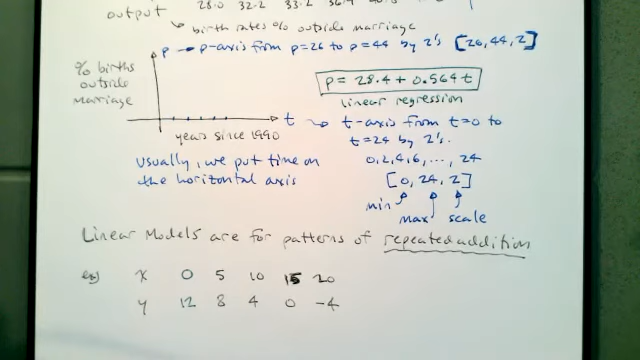 output 28.0 32.2 33.2
birth rates % outside marriage
p → p-axis from p=26 to p=44 by 2's [26,44,2]
% births
outside
marriage
p = 28.4 + 0.564t
linear regression
t
years since 1990
t-axis from t=0 to
t=24 by 2's.
0, 2, 4, 6, ..., 24
[0, 24, 2]
min max scale
Usually, we put time on
the horizontal axis
Linear Models are for patterns of repeated addition
ex) x 0 5 10 15 20
y 12 8 4 0 -4